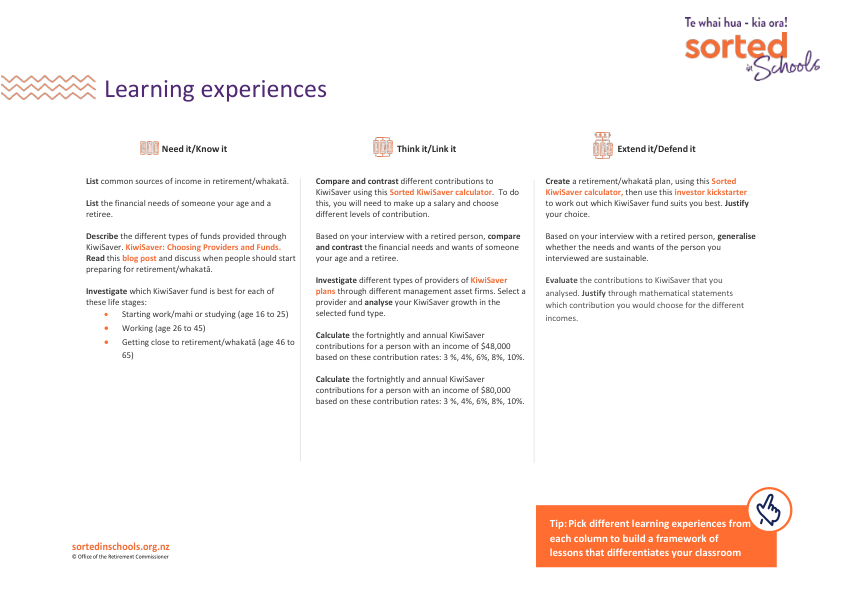 Te whai hua - kia ora!
sorted
in Schools
Learning experiences
Need it/Know it
List common sources of income in retirement/whakatā.
List the financial needs of someone your age and a
retiree.
Describe the different types of funds provided through
KiwiSaver. KiwiSaver: Choosing Providers and Funds.
Read this blog post and discuss when people should start
preparing for retirement/whakatā.
Investigate which KiwiSaver fund is best for each of
these life stages:
• Starting work/mahi or studying (age 16 to 25)
• Working (age 26 to 45)
• Getting close to retirement/whakatā (age 46 to
65)
Think it/Link it
Compare and contrast different contributions to
KiwiSaver using this Sorted KiwiSaver calculator. To do
this, you will need to make up a salary and choose
different levels of contribution.
Based on your interview with a retired person, compare
and contrast the financial needs and wants of someone
your age and a retiree.
Investigate different types of providers of KiwiSaver
plans through different management asset firms. Select a
provider and analyse your KiwiSaver growth in the
selected fund type.
Calculate the fortnightly and annual KiwiSaver
contributions for a person with an income of $48,000
based on these contribution rates: 3 %, 4%, 6%, 8%, 10%.
Calculate the fortnightly and annual KiwiSaver
contributions for a person with an income of $80,000
based on these contribution rates: 3 %, 4%, 6%, 8%, 10%.
Extend it/Defend it
Create a retirement/whakatā plan, using this Sorted
KiwiSaver calculator, then use this investor kickstarter
to work out which KiwiSaver fund suits you best. Justify
your choice.
Based on your interview with a retired person, generalise
whether the needs and wants of the person you
interviewed are sustainable.
Evaluate the contributions to KiwiSaver that you
analysed. Justify through mathematical statements
which contribution you would choose for the different
incomes.
Tip: Pick different learning experiences from
each column to build a framework of
lessons that differentiates your classroom
sortedinschools.org.nz
© Office of the Retirement Commissioner